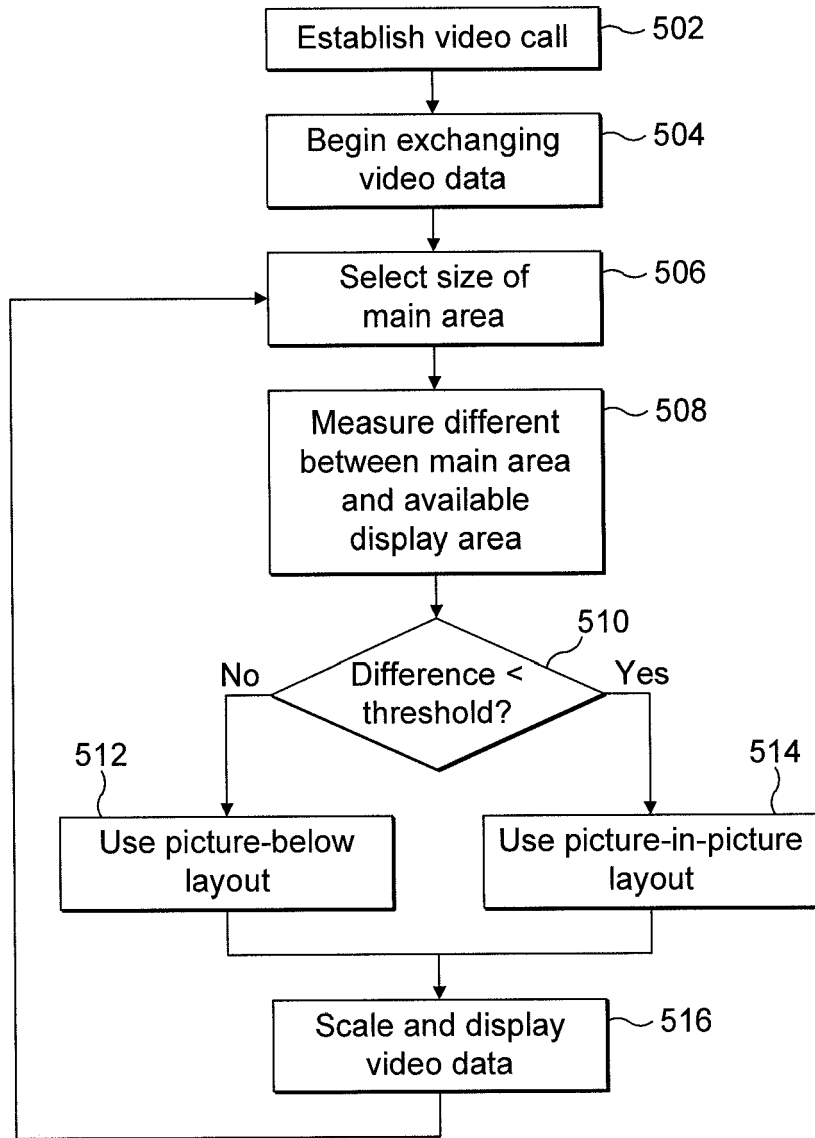 Establish video call
502
Begin exchanging
video data
504
Select size of
main area
506
Measure different
between main area
and available
display area
508
510
Difference <
threshold?
No
Yes
512
Use picture-below
layout
514
Use picture-in-picture
layout
Scale and display
video data
516